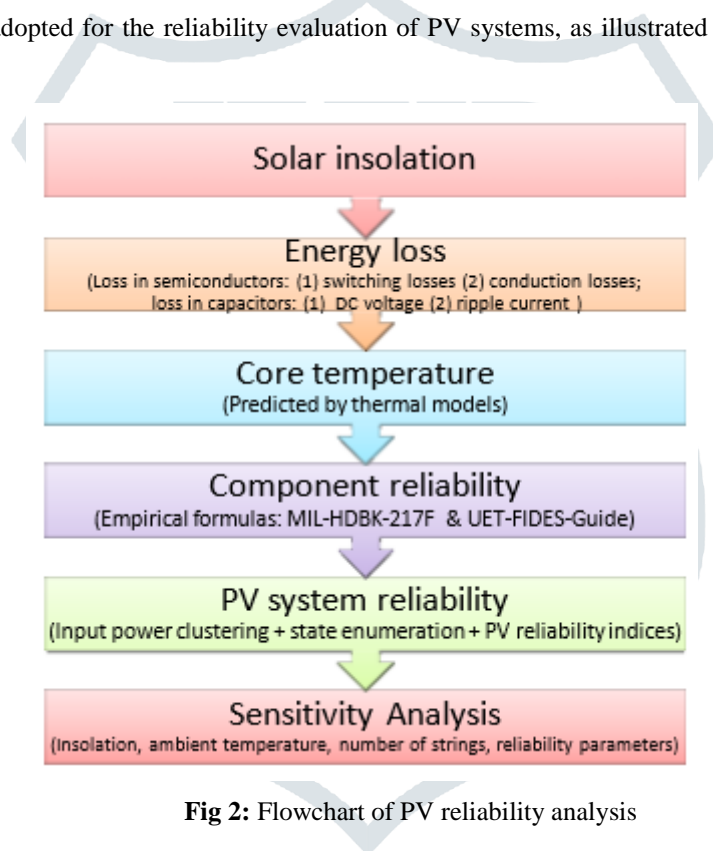 adopted for the reliability evaluation of PV systems, as illustrated
Solar insolation
Energy loss
(Loss in semiconductors: (1) switching losses (2) conduction losses;
loss in capacitors: (1) DC voltage (2) ripple current )
Core temperature
(Predicted by thermal models)
Component reliability
(Empirical formulas: MIL-HDBK-217F & UET-FIDES-Guide)
PV system reliability
(Input power clustering + state enumeration + PV reliability indices)
Sensitivity Analysis
(Insolation, ambient temperature, number of strings, reliability parameters)
Fig 2: Flowchart of PV reliability analysis